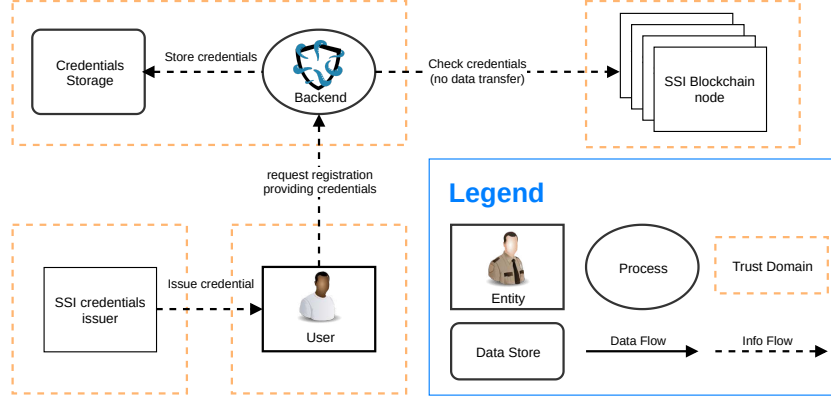 Credentials
Storage
Store credentials
Backend
Check credentials
(no data transfer)
SSI Blockchain
node
request registration
providing credentials
SSI credentials
issuer
Issue credential
User
Legend
Entity
Process
Trust Domain
Data Store
Data Flow
Info Flow